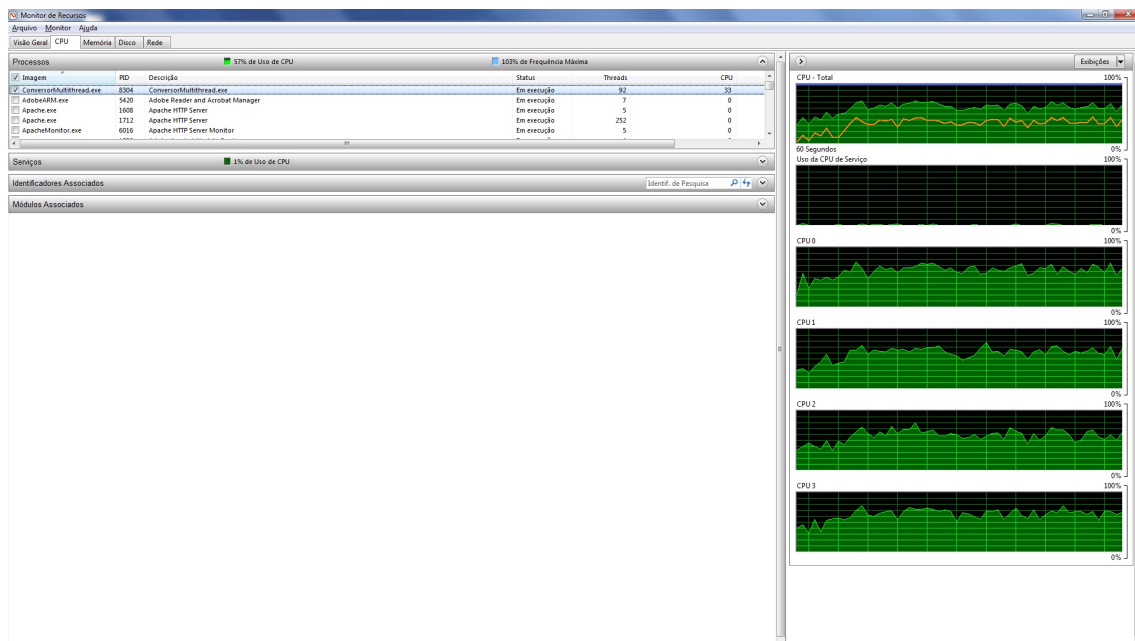 Monitor de Recursos
Arquivo Monitor Ajuda
Visão Geral CPU Memória Disco Rede
Processos 57% de Uso de CPU 103% de Frequência Máxima
Imagem PID Descrição Status Threads CPU
ConversorMultithread.exe 8304 ConversorMultithread.exe Em execução 92 33
AdobeARM.exe 5420 Adobe Reader and Acrobat Manager Em execução 7 0
Apache.exe 1608 Apache HTTP Server Em execução 5 0
Apache.exe 1712 Apache HTTP Server Em execução 252 0
ApacheMonitor.exe 6016 Apache HTTP Server Monitor Em execução 5 0
Serviços 1% de Uso de CPU
Identificadores Associados Identif. de Pesquisa
Módulos Associados
Exibições
CPU - Total 100%
60 Segundos 0%
Uso da CPU de Serviço 100%
0%
CPU 0 100%
0%
CPU 1 100%
0%
CPU 2 100%
0%
CPU 3 100%
0%